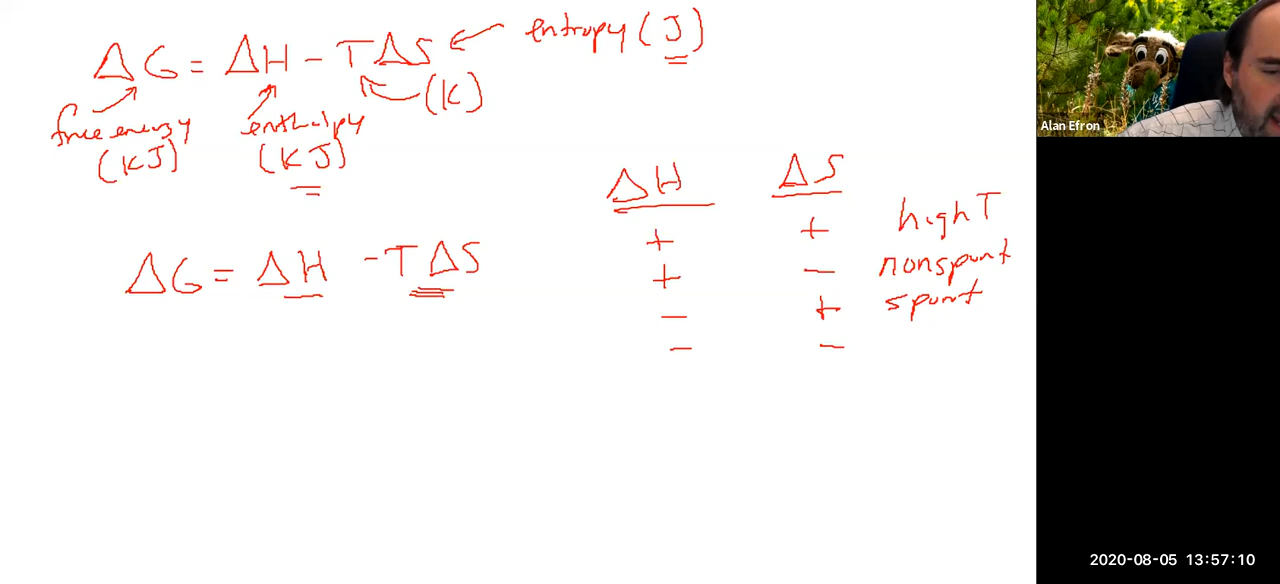 ΔG = ΔH - TΔS entropy (J)
(K)
free energy enthalpy
(KJ) (KJ)
ΔG = ΔH - TΔS
ΔH ΔS
+ + high T
+ - nonspont
- + spont
- -
Alan Efron
2020-08-05 13:57:10